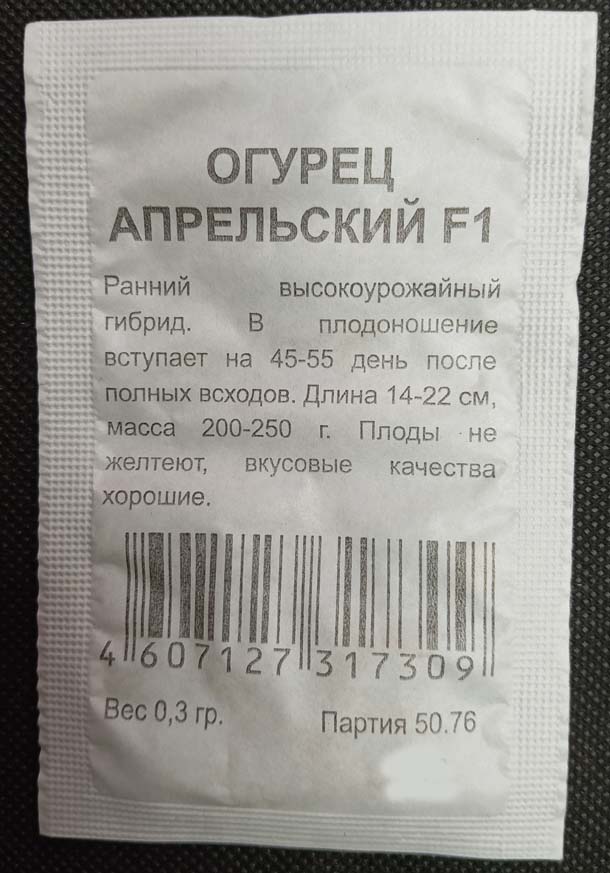 ОГУРЕЦ
АПРЕЛЬСКИЙ F1
Ранний высокоурожайный
гибрид. В плодоношение
вступает на 45-55 день после
полных всходов. Длина 14-22 см,
масса 200-250 г. Плоды не
желтеют, вкусовые качества
хорошие.
4 607127 317309
Вес 0,3 гр.
Партия 50.76